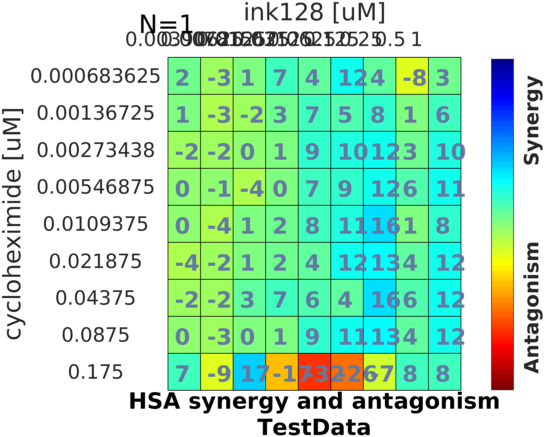 ink128 [uM]
N=1
0.5 1
0.000683625 2 -3 1 7 4 12 4 -8 3
0.00136725 1 -3 -2 3 7 5 8 1 6
0.00273438 -2 -2 0 1 9 10 12 3 10
0.00546875 0 -1 -4 0 7 9 12 6 11
0.0109375 0 -4 1 2 8 11 16 1 8
0.021875 -4 -2 1 2 4 12 13 4 12
0.04375 -2 -2 3 7 6 4 16 6 12
0.0875 0 -3 0 1 9 11 13 4 12
0.175 7 -9 17 8 8
cycloheximide [uM]
Synergy
Antagonism
HSA synergy and antagonism
TestData